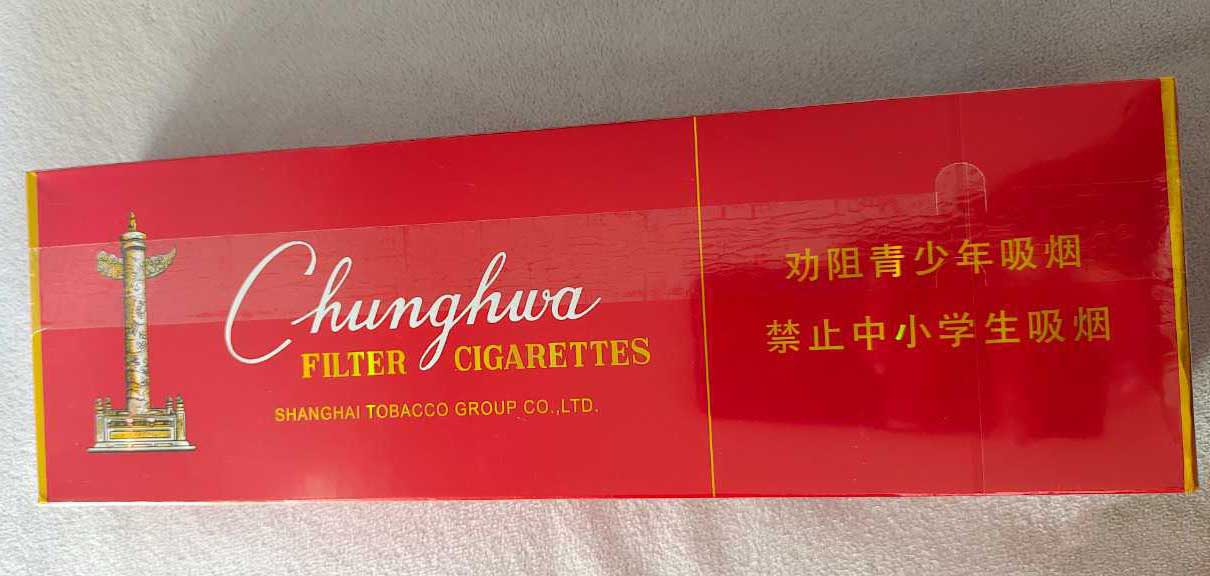 Chunghwa
FILTER CIGARETTES
SHANGHAI TOBACCO GROUP CO.,LTD.
劝阻青少年吸烟
禁止中小学生吸烟